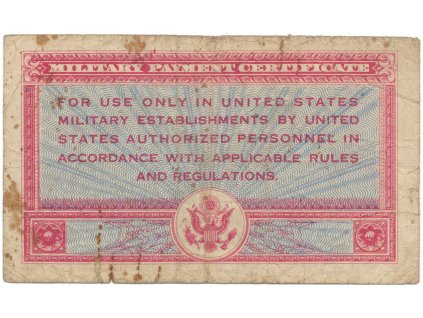 MILITARY PAYMENT CERTIFICATE
FOR USE ONLY IN UNITED STATES
MILITARY ESTABLISHMENTS BY UNITED
STATES AUTHORIZED PERSONNEL IN
ACCORDANCE WITH APPLICABLE RULES
AND REGULATIONS.